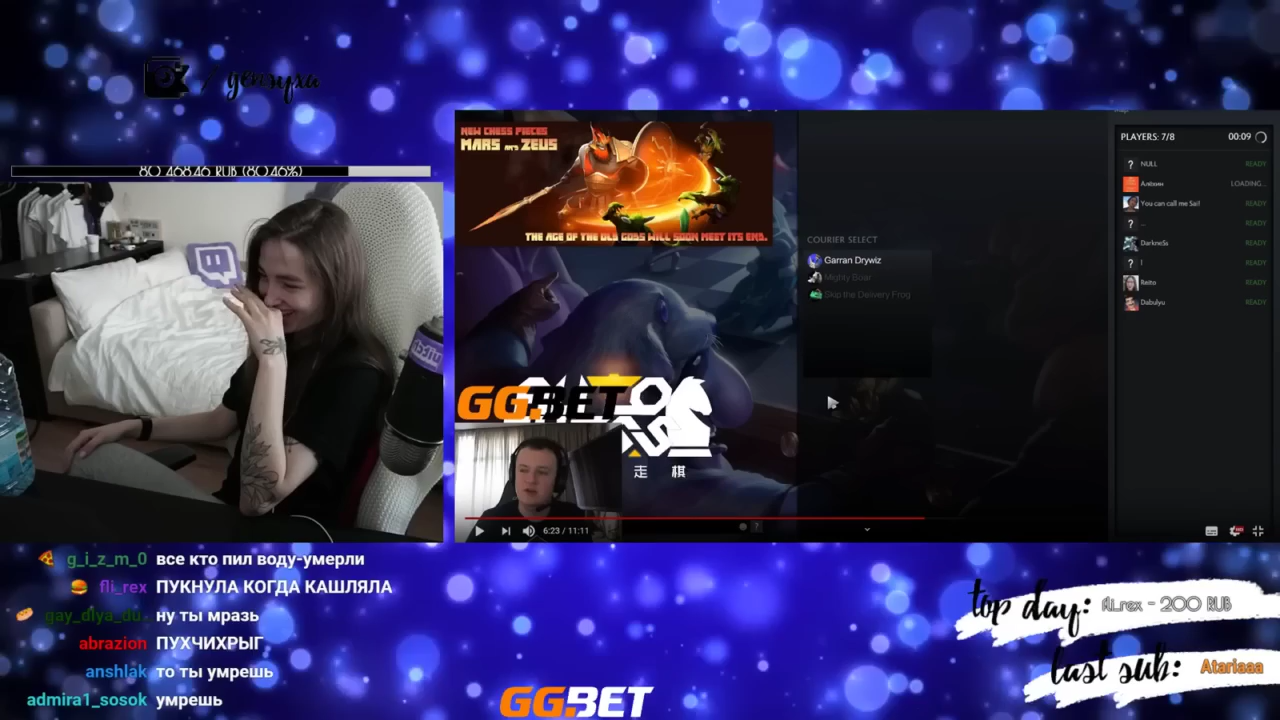 / yensyxa
80 468.46 RUB (80.46%)
NEW CHESS PIECES
MARS AND ZEUS
THE AGE OF THE OLD GODS WILL SOON MEET ITS END.
COURIER SELECT
Garran Drywiz
Mighty Boar
Skip the Delivery Frog
PLAYERS: 7/8 00:09
? NULL READY
Алёхин LOADING...
You can call me Sai! READY
? .. READY
DarkneSs READY
? ! READY
Reito READY
Dabulyu READY
GG.BET
走 棋
6:23 / 11:11
g_i_z_m_0 все кто пил воду-умерли
fli_rex ПУКНУЛА КОГДА КАШЛЯЛА
gay_dlya_du ну ты мразь
abrazion ПУХЧИХРЫГ
anshlak то ты умрешь
admira1_sosok умрешь
top day: fli_rex - 200 RUB
last sub: Atariaaa
GG.BET